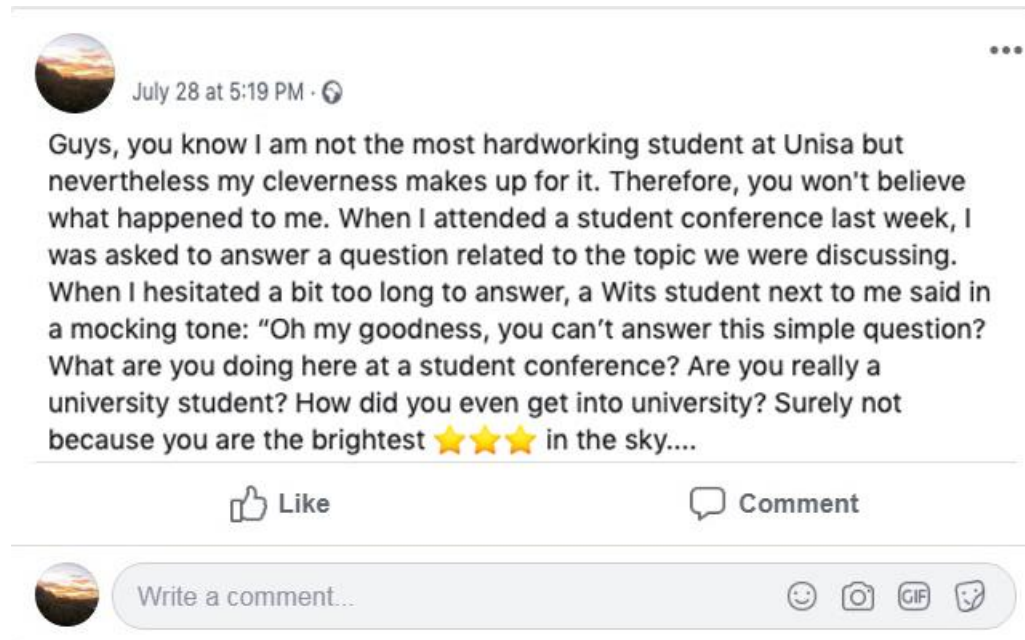 July 28 at 5:19 PM ·
Guys, you know I am not the most hardworking student at Unisa but
nevertheless my cleverness makes up for it. Therefore, you won't believe
what happened to me. When I attended a student conference last week, I
was asked to answer a question related to the topic we were discussing.
When I hesitated a bit too long to answer, a Wits student next to me said in
a mocking tone: “Oh my goodness, you can’t answer this simple question?
What are you doing here at a student conference? Are you really a
university student? How did you even get into university? Surely not
because you are the brightest ⭐⭐⭐ in the sky....
Like Comment
Write a comment... GIF